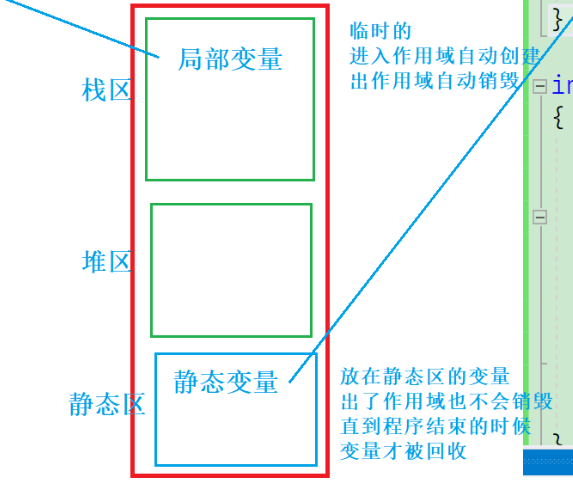 局部变量
栈区
临时的
进入作用域自动创建
出作用域自动销毁
堆区
静态变量
静态区
放在静态区的变量
出了作用域也不会销毁
直到程序结束的时候
变量才被回收
}
in
{
}